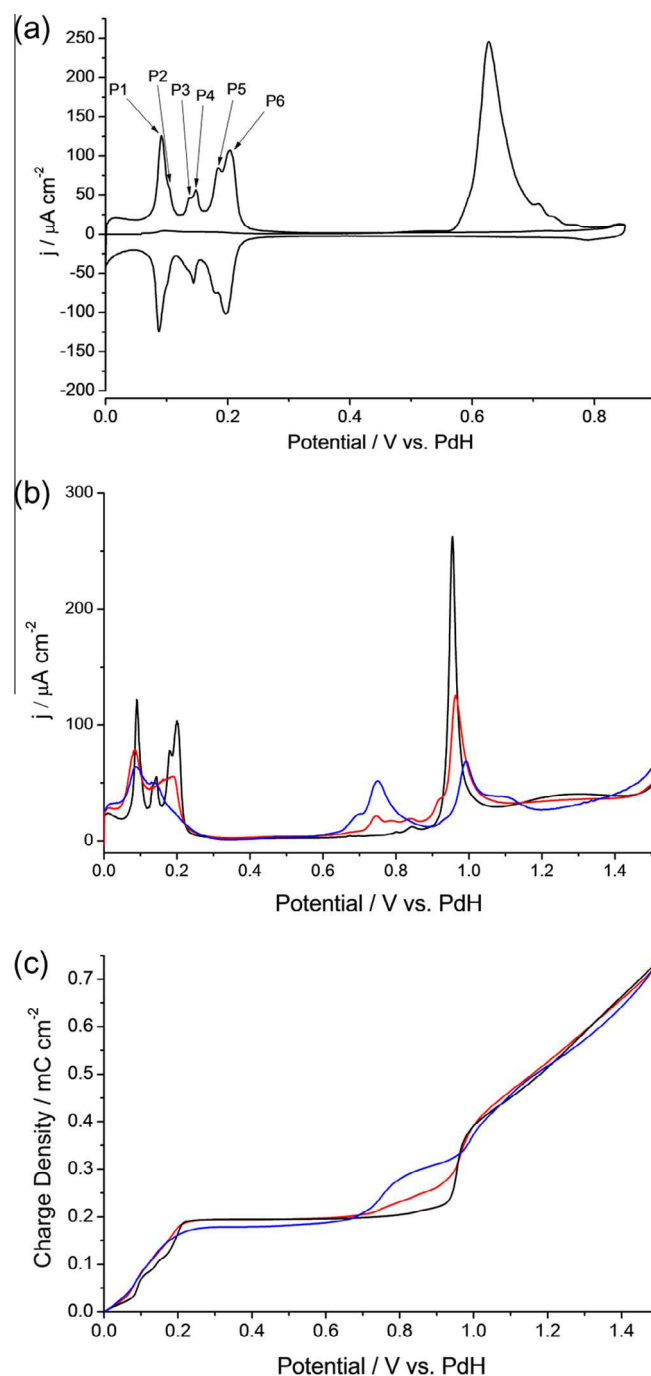 (a)
250
200
150
100
50
0
-50
-100
-150
-200
j / μA cm-2
P1
P2
P3
P4
P5
P6
0.0 0.2 0.4 0.6 0.8
Potential / V vs. PdH
(b)
300
200
100
0
j / μA cm-2
0.0 0.2 0.4 0.6 0.8 1.0 1.2 1.4
Potential / V vs. PdH
(c)
0.7
0.6
0.5
0.4
0.3
0.2
0.1
0.0
Charge Density / mC cm-2
0.0 0.2 0.4 0.6 0.8 1.0 1.2 1.4
Potential / V vs. PdH